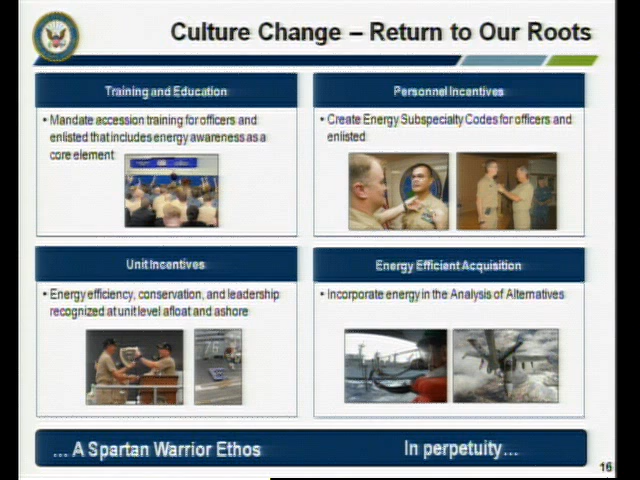 Culture Change – Return to Our Roots
Training and Education
• Mandate accession training for officers and
enlisted that includes energy awareness as a
core element
Personnel Incentives
• Create Energy Subspecialty Codes for officers and
enlisted
Unit Incentives
• Energy efficiency, conservation, and leadership
recognized at unit level afloat and ashore
Energy Efficient Acquisition
• Incorporate energy in the Analysis of Alternatives
... A Spartan Warrior Ethos
In perpetuity...
16